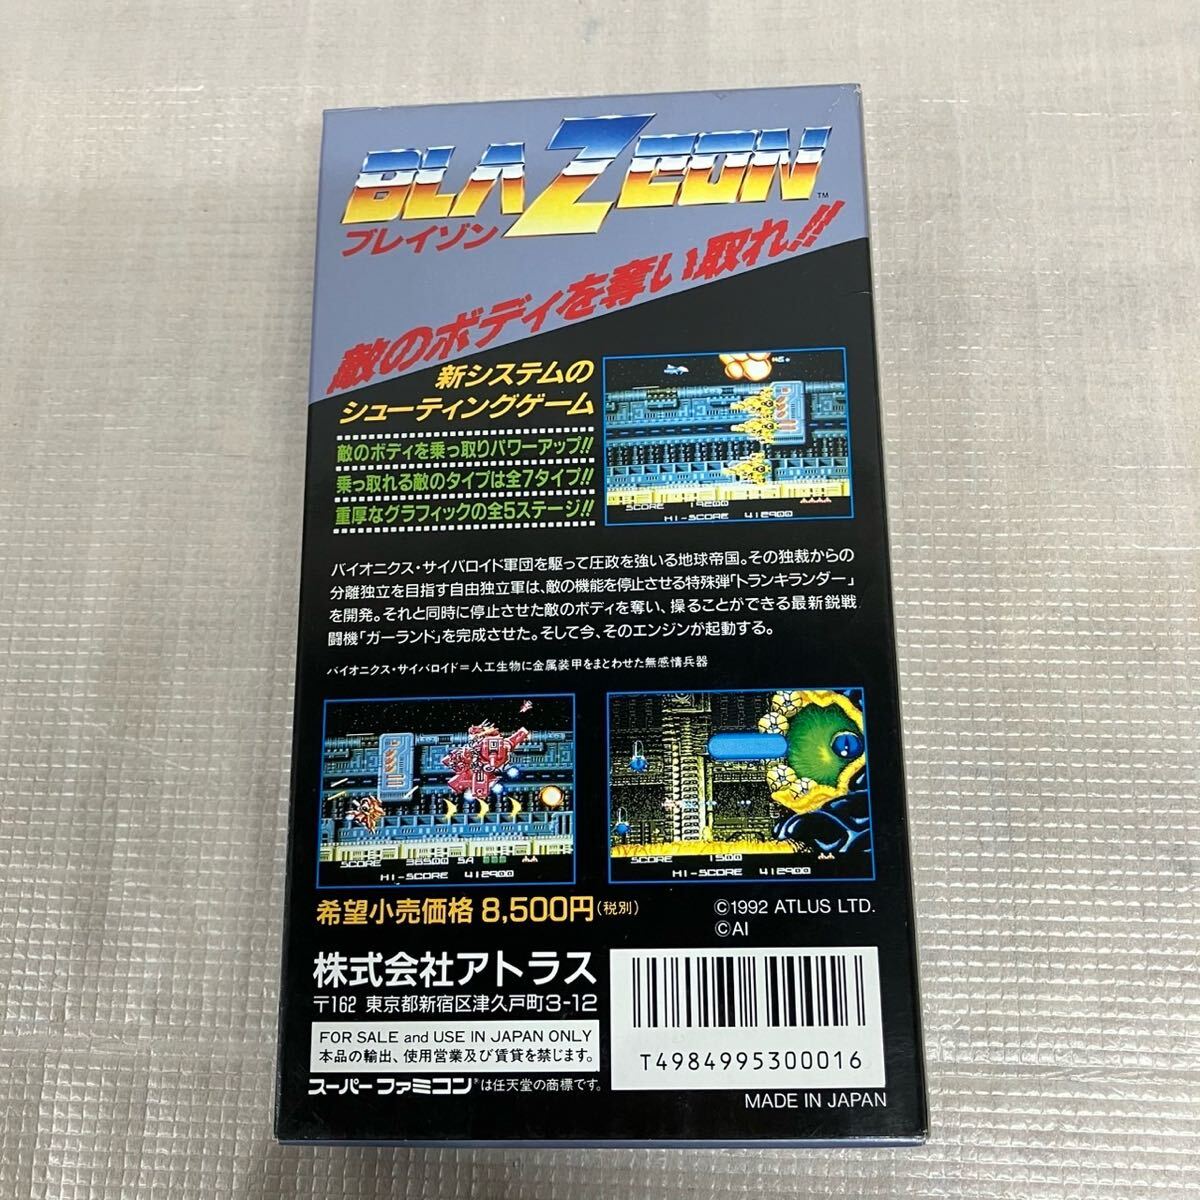 BLAZEON™
ブレイゾン
敵のボディを奪い取れ!!
新システムの
シューティングゲーム
敵のボディを乗っ取りパワーアップ!!
乗っ取れる敵のタイプは全7タイプ!!
重厚なグラフィックの全5ステージ!!
SCORE 19200
HI-SCORE 412900
バイオニクス・サイバロイド軍団を駆って圧政を強いる地球帝国。その独裁からの
分離独立を目指す自由独立軍は、敵の機能を停止させる特殊弾「トランキランダー」
を開発。それと同時に停止させた敵のボディを奪い、操ることができる最新鋭戦
闘機「ガーランド」を完成させた。そして今、そのエンジンが起動する。
バイオニクス・サイバロイド＝人工生物に金属装甲をまとわせた無感情兵器
SCORE 36500 SA
HI-SCORE 412900
SCORE 1500
HI-SCORE 412900
希望小売価格 8,500円(税別)
©1992 ATLUS LTD.
©AI
株式会社アトラス
〒162 東京都新宿区津久戸町3-12
FOR SALE and USE IN JAPAN ONLY
本品の輸出、使用営業及び賃貸を禁じます。
スーパーファミコン®は任天堂の商標です。
T4984995300016
MADE IN JAPAN